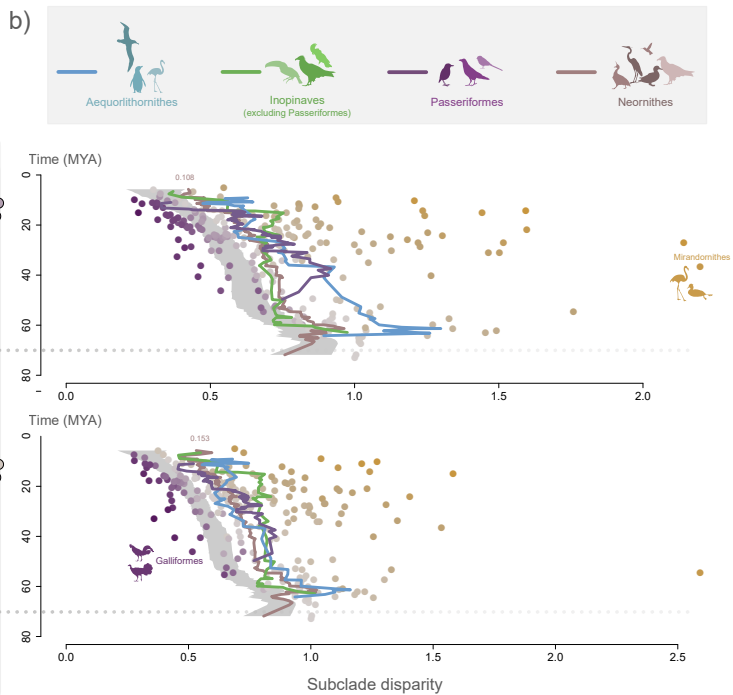 b)
Aequorlithornithes
Inopinaves
(excluding Passeriformes)
Passeriformes
Neornithes
Time (MYA)
0.108
0
20
40
60
80
Mirandornithes
0.0
0.5
1.0
1.5
2.0
Time (MYA)
0.153
0
20
40
60
80
Galliformes
0.0
0.5
1.0
1.5
2.0
2.5
Subclade disparity